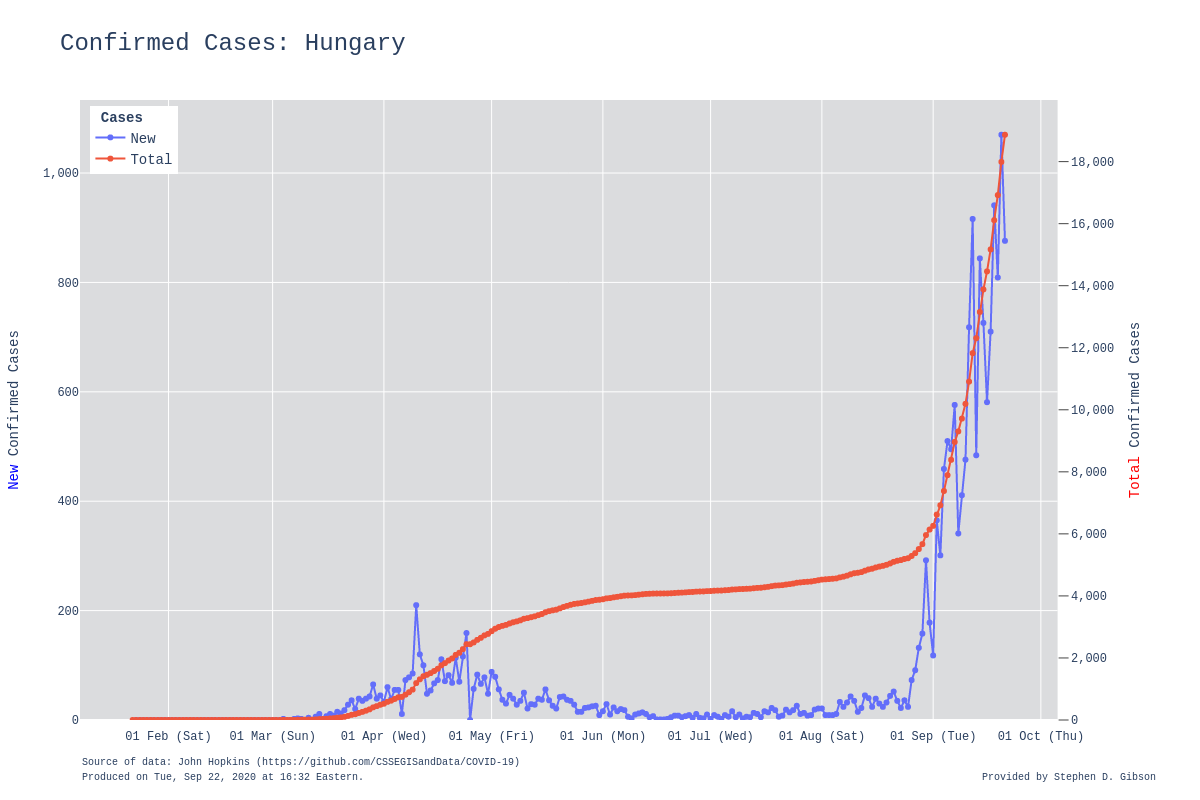 Confirmed Cases: Hungary
Cases
New
Total
1,000
800
600
400
200
0
New Confirmed Cases
18,000
16,000
14,000
12,000
10,000
8,000
6,000
4,000
2,000
0
Total Confirmed Cases
01 Feb (Sat) 01 Mar (Sun) 01 Apr (Wed) 01 May (Fri) 01 Jun (Mon) 01 Jul (Wed) 01 Aug (Sat) 01 Sep (Tue) 01 Oct (Thu)
Source of data: John Hopkins (https://github.com/CSSEGISandData/COVID-19)
Produced on Tue, Sep 22, 2020 at 16:32 Eastern.
Provided by Stephen D. Gibson